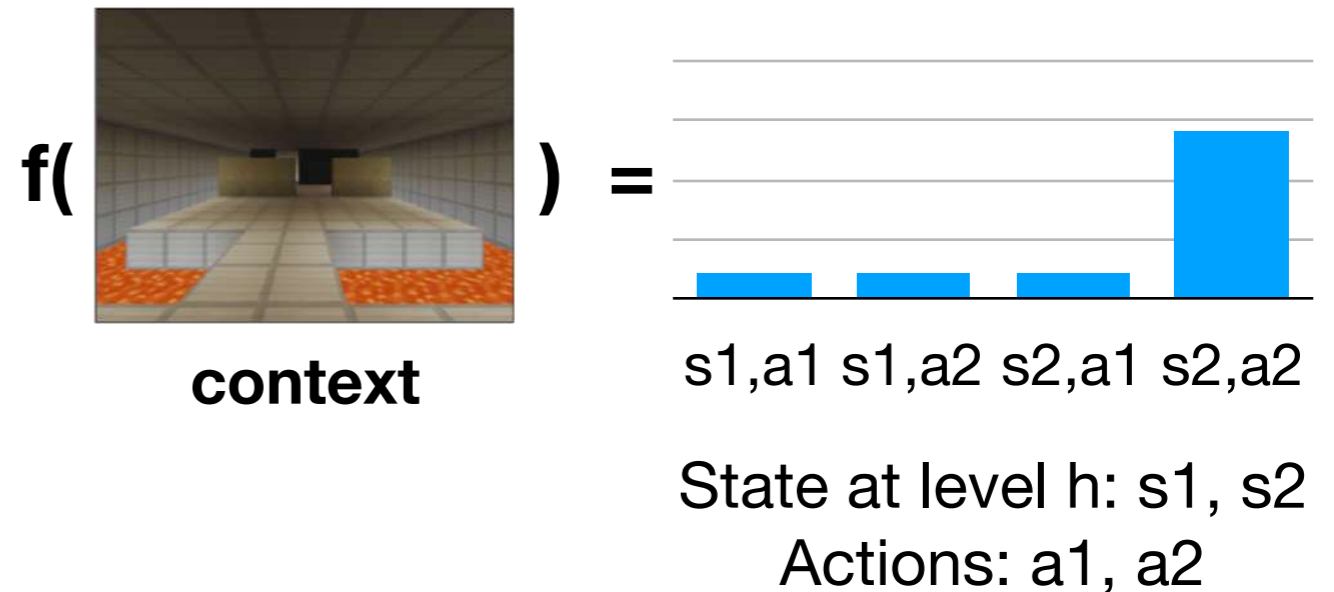 f( ) =
context
s1,a1 s1,a2 s2,a1 s2,a2
State at level h: s1, s2
Actions: a1, a2